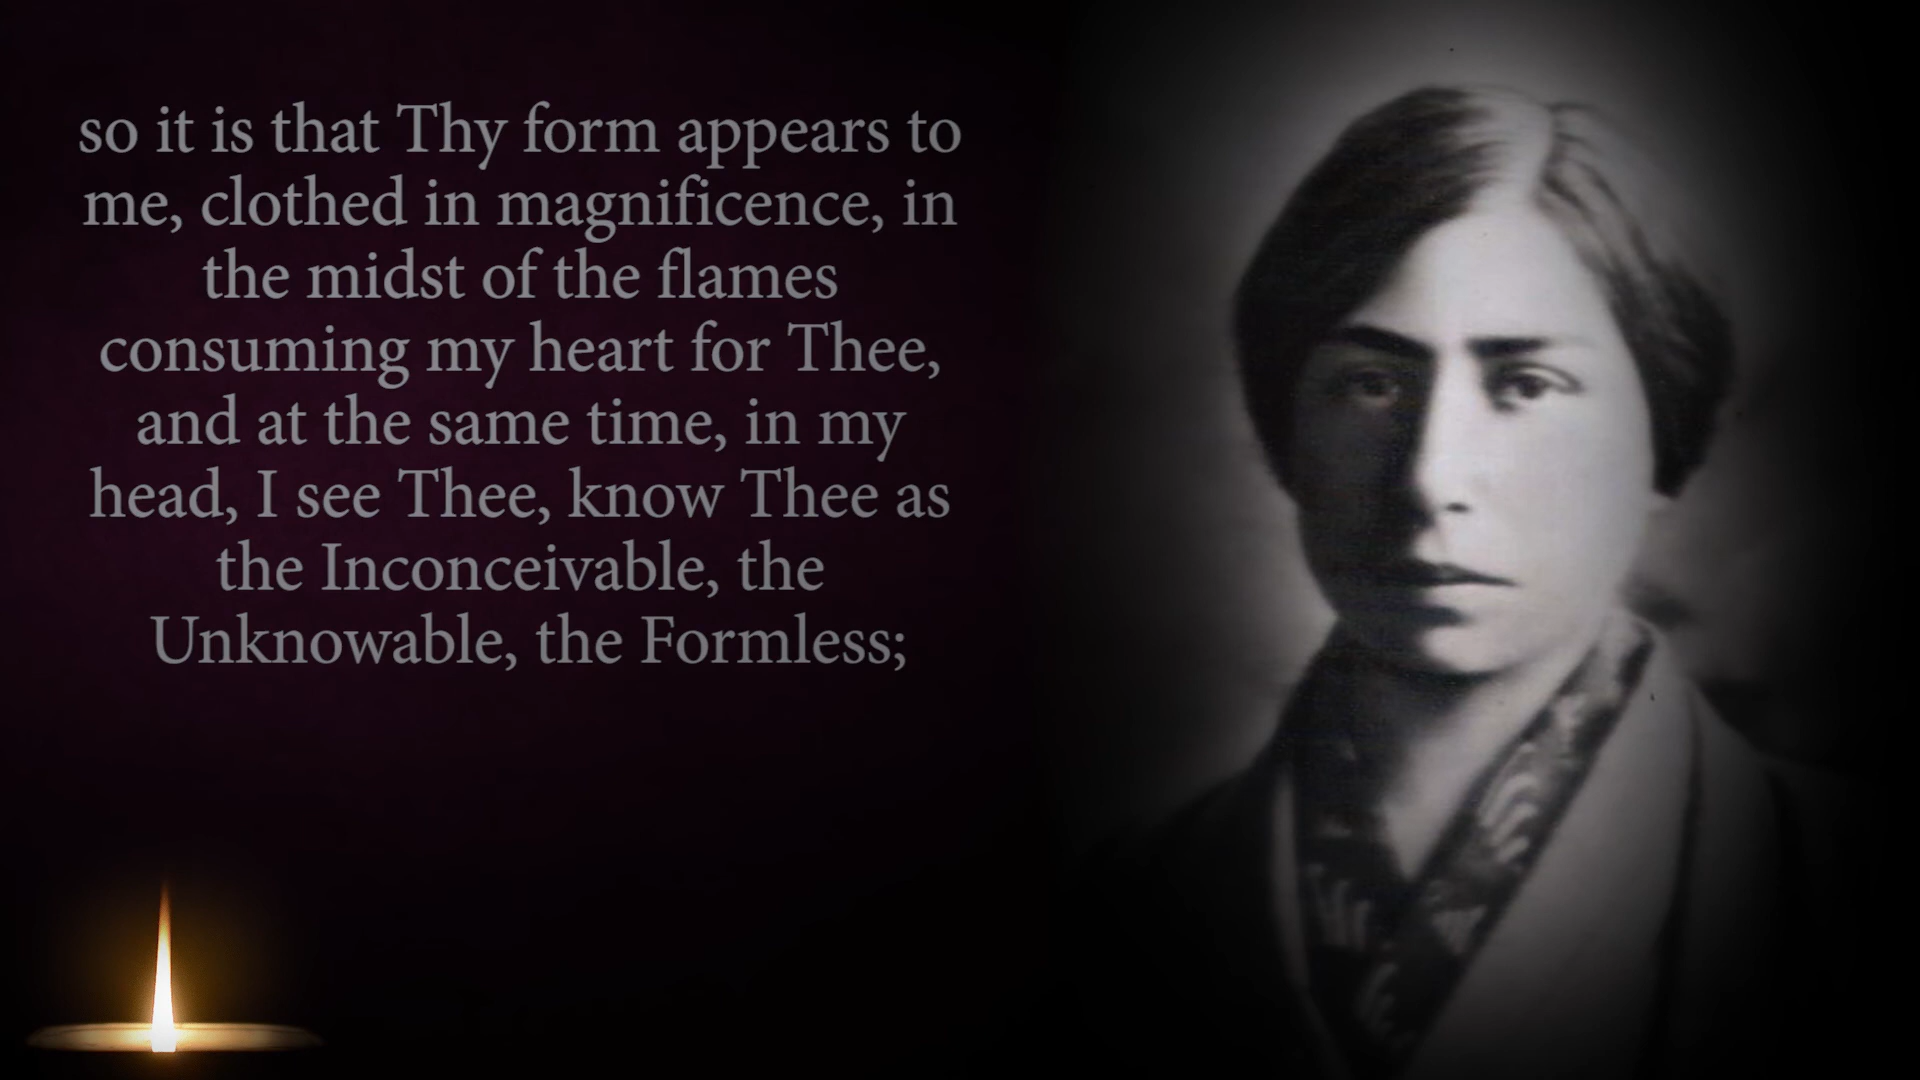 so it is that Thy form appears to
me, clothed in magnificence, in
the midst of the flames
consuming my heart for Thee,
and at the same time, in my
head, I see Thee, know Thee as
the Inconceivable, the
Unknowable, the Formless;